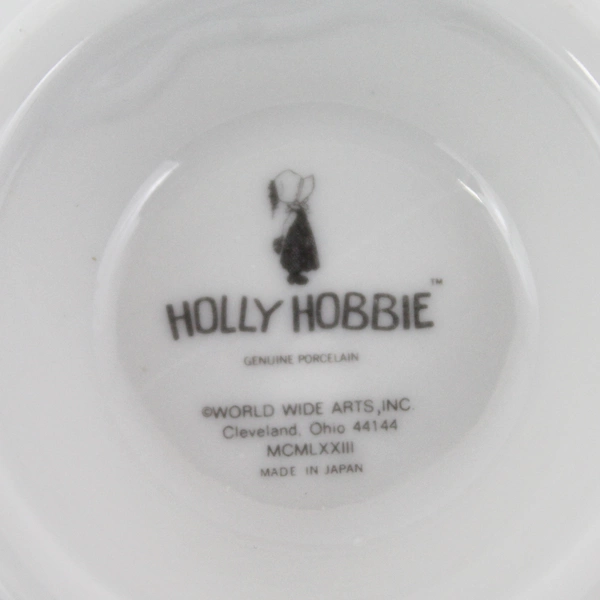 HOLLY HOBBIE™
GENUINE PORCELAIN
©WORLD WIDE ARTS, INC.
Cleveland, Ohio 44144
MCMLXXIII
MADE IN JAPAN